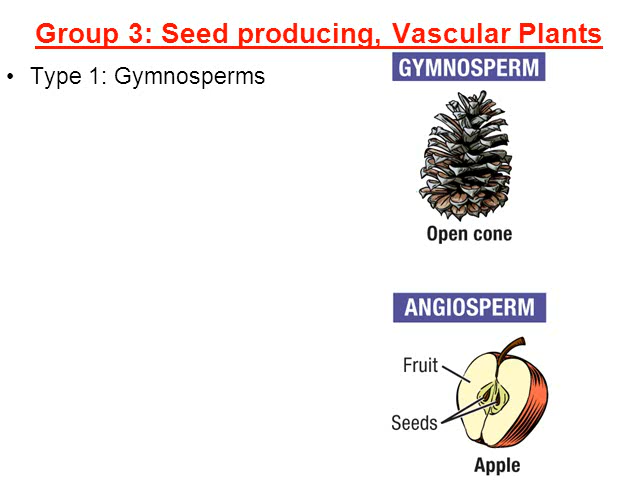 Group 3: Seed producing, Vascular Plants
• Type 1: Gymnosperms
GYMNOSPERM
Open cone
ANGIOSPERM
Fruit
Seeds
Apple